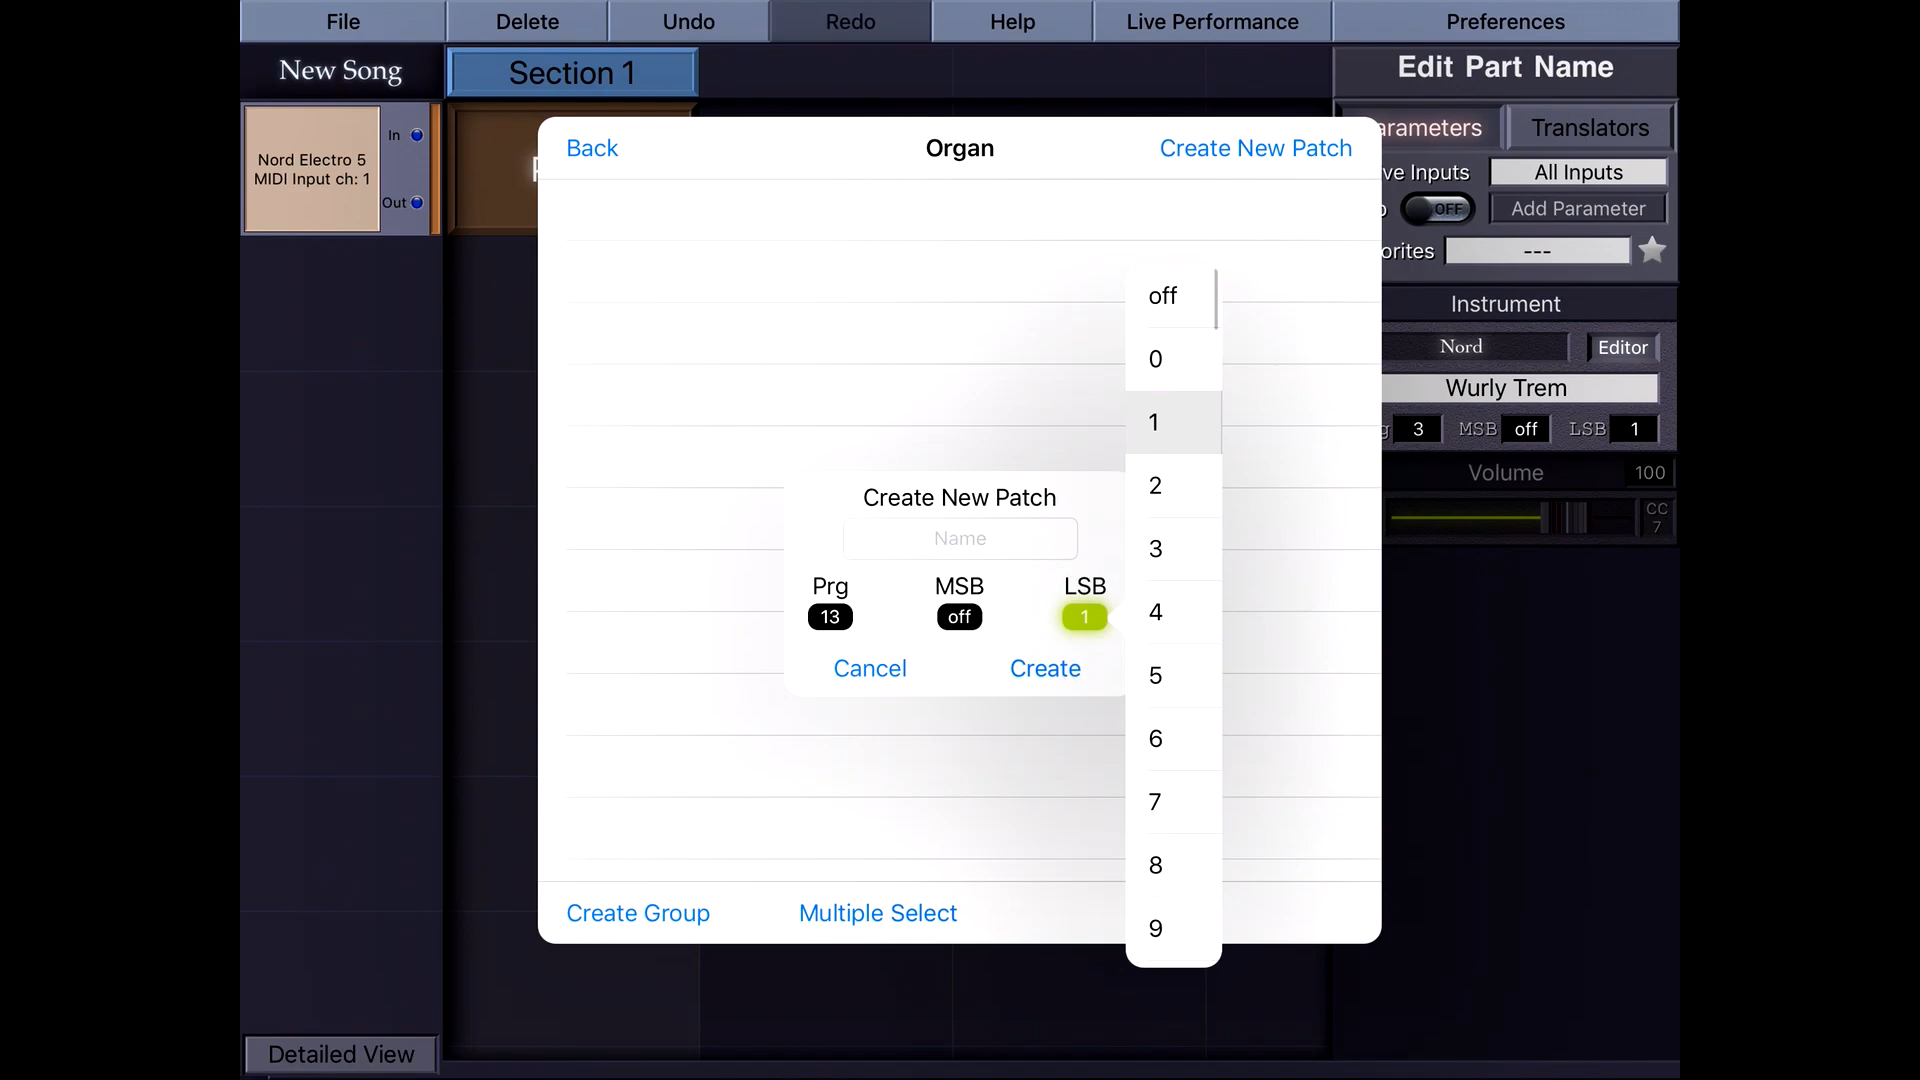 File
Delete
Undo
Redo
Help
Live Performance
Preferences
New Song
Section 1
Edit Part Name
Nord Electro 5
MIDI Input ch: 1
In
Out
Back
Organ
Create New Patch
arameters
Translators
ve Inputs
All Inputs
OFF
Add Parameter
orites
---
Instrument
Nord
Editor
Wurly Trem
3
MSB
off
LSB
1
Volume
100
CC
7
off
0
1
2
3
4
5
6
7
8
9
Create New Patch
Name
Prg
MSB
LSB
13
off
1
Cancel
Create
Create Group
Multiple Select
Detailed View